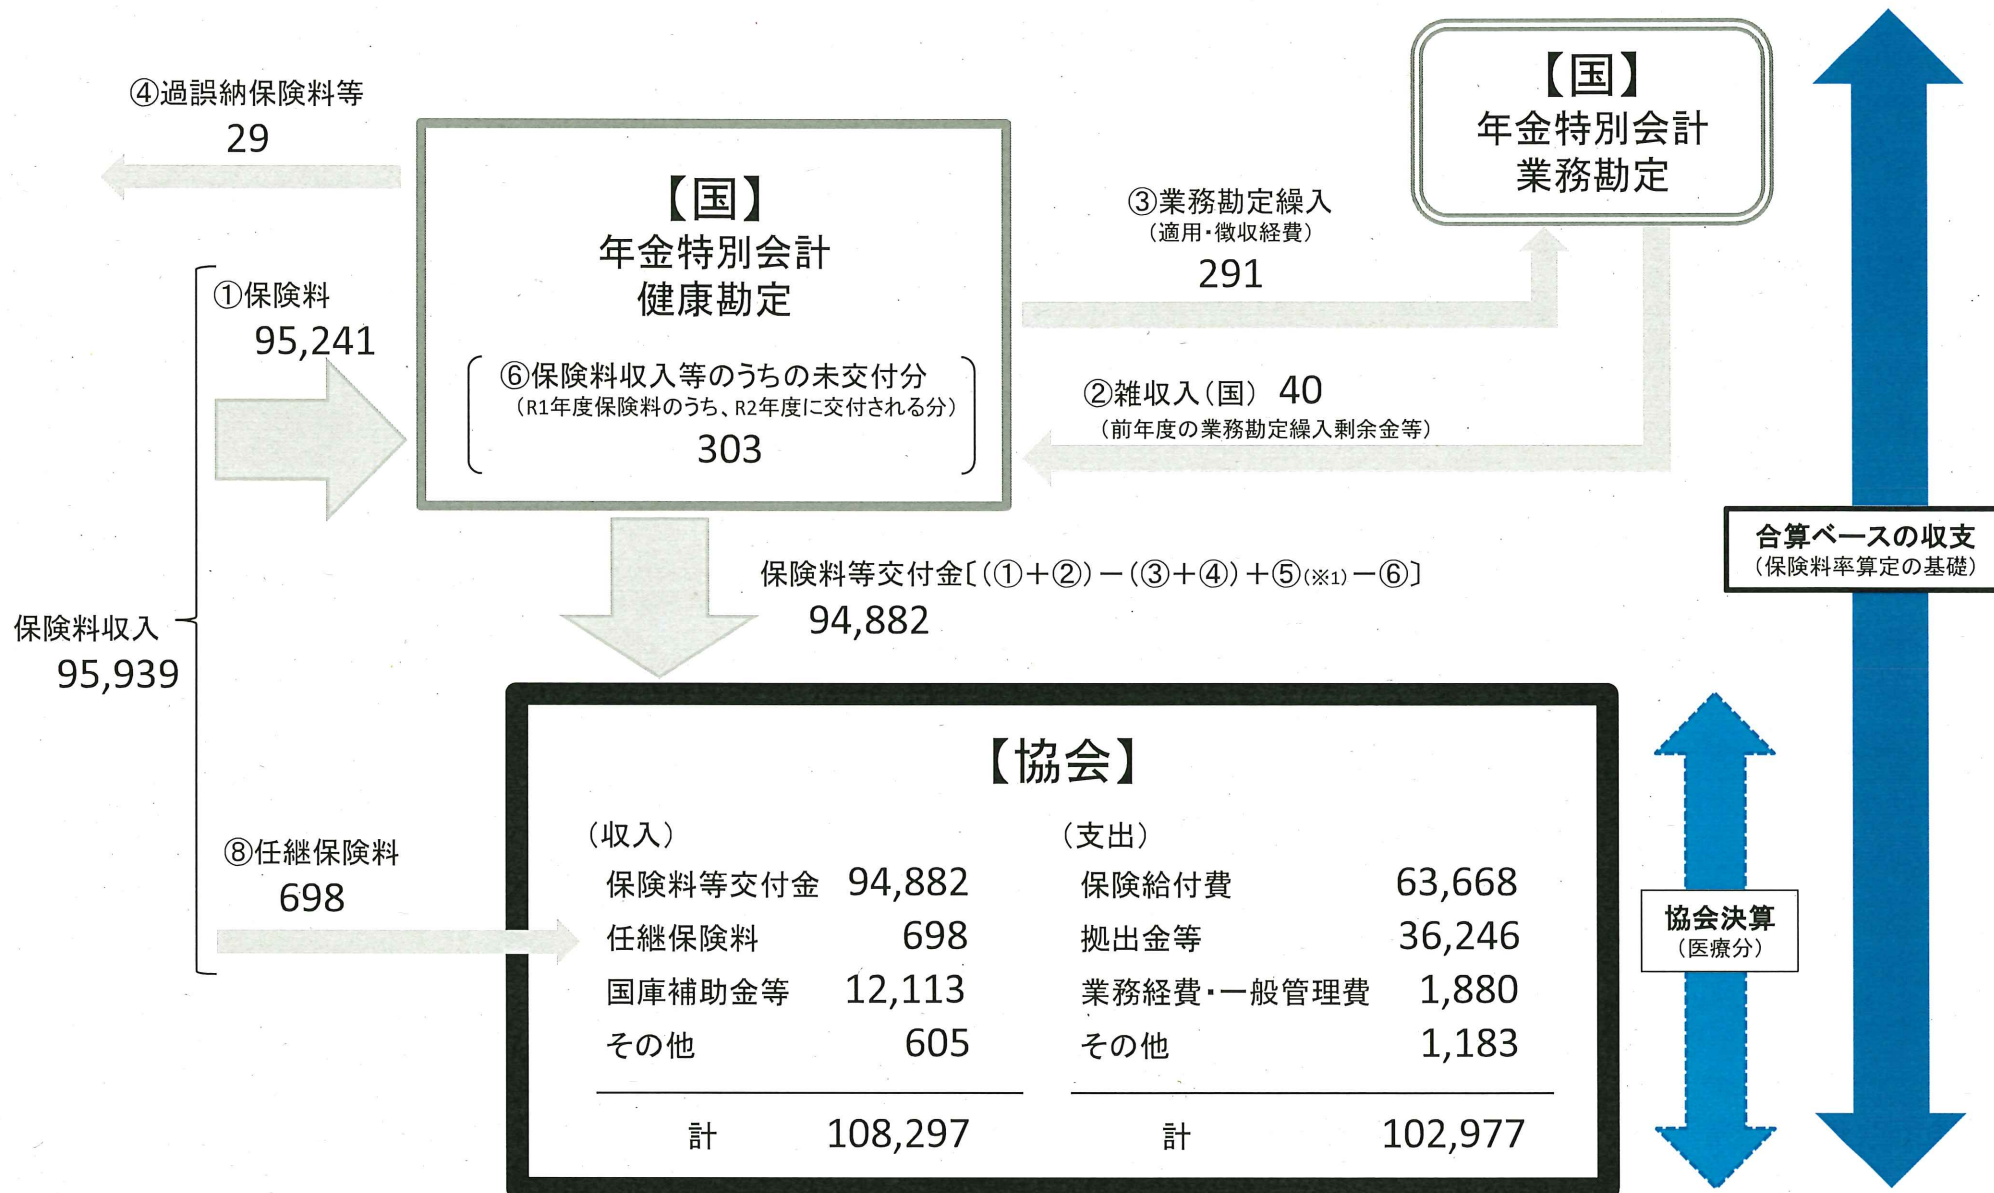 ④過誤納保険料等
29
【国】
年金特別会計
健康勘定
⑥保険料収入等のうちの未交付分
(R1年度保険料のうち、R2年度に交付される分)
303
【国】
年金特別会計
業務勘定
③業務勘定繰入
(適用・徴収経費)
291
②雑収入(国) 40
(前年度の業務勘定繰入剰余金等)
①保険料
95,241
保険料収入
95,939
保険料等交付金〔(①+②)-(③+④)+⑤(※1)-⑥〕
94,882
合算ベースの収支
(保険料率算定の基礎)
⑧任継保険料
698
【協会】
(収入)
保険料等交付金 94,882
任継保険料 698
国庫補助金等 12,113
その他 605
計 108,297
(支出)
保険給付費 63,668
拠出金等 36,246
業務経費・一般管理費 1,880
その他 1,183
計 102,977
協会決算
(医療分)